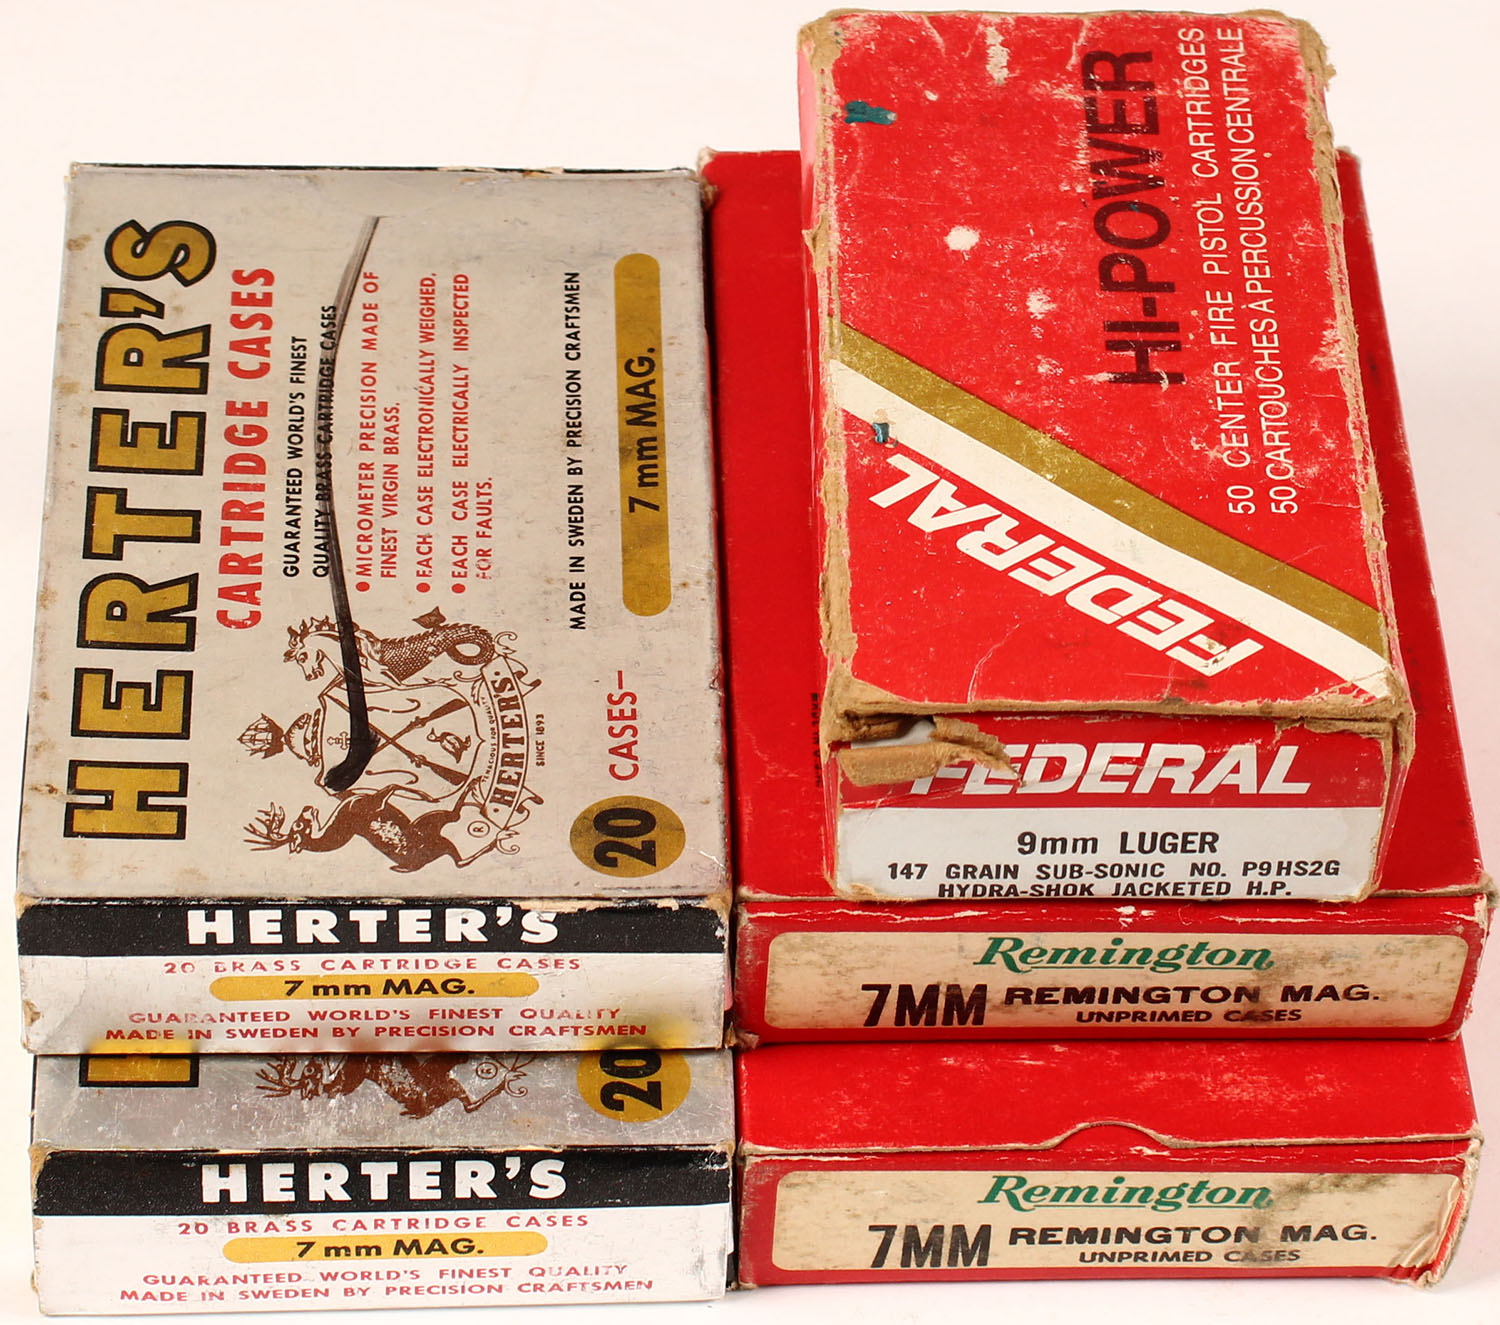 HERTER'S
CARTRIDGE CASES
GUARANTEED WORLD'S FINEST
QUALITY BRASS CARTRIDGE CASES
• MICROMETER PRECISION MADE OF
FINEST VIRGIN BRASS.
• EACH CASE ELECTRONICALLY WEIGHED.
• EACH CASE ELECTRICALLY INSPECTED
FOR FAULTS.
TENACIOUS FOR QUALITY
HERTER'S.
SINCE 1893
®
MADE IN SWEDEN BY PRECISION CRAFTSMEN
20 CASES— 7 mm MAG.
HERTER'S
20 BRASS CARTRIDGE CASES
7 mm MAG.
GUARANTEED WORLD'S FINEST QUALITY
MADE IN SWEDEN BY PRECISION CRAFTSMEN
®
20
HERTER'S
20 BRASS CARTRIDGE CASES
7 mm MAG.
GUARANTEED WORLD'S FINEST QUALITY
MADE IN SWEDEN BY PRECISION CRAFTSMEN
HI-POWER
50 CENTER FIRE PISTOL CARTRIDGES
50 CARTOUCHES À PERCUSSION CENTRALE
FEDERAL
FEDERAL
9mm LUGER
147 GRAIN SUB-SONIC NO. P9HS2G
HYDRA-SHOK JACKETED H.P.
Remington
7MM REMINGTON MAG.
UNPRIMED CASES
Remington
7MM REMINGTON MAG.
UNPRIMED CASES